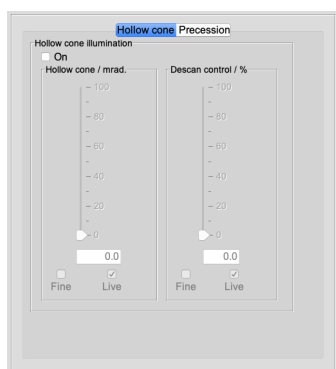 Hollow cone Precession
Hollow cone illumination
On
Hollow cone / mrad.
100
80
60
40
20
0
0.0
Fine Live
Descan control / %
100
80
60
40
20
0
0.0
Fine Live